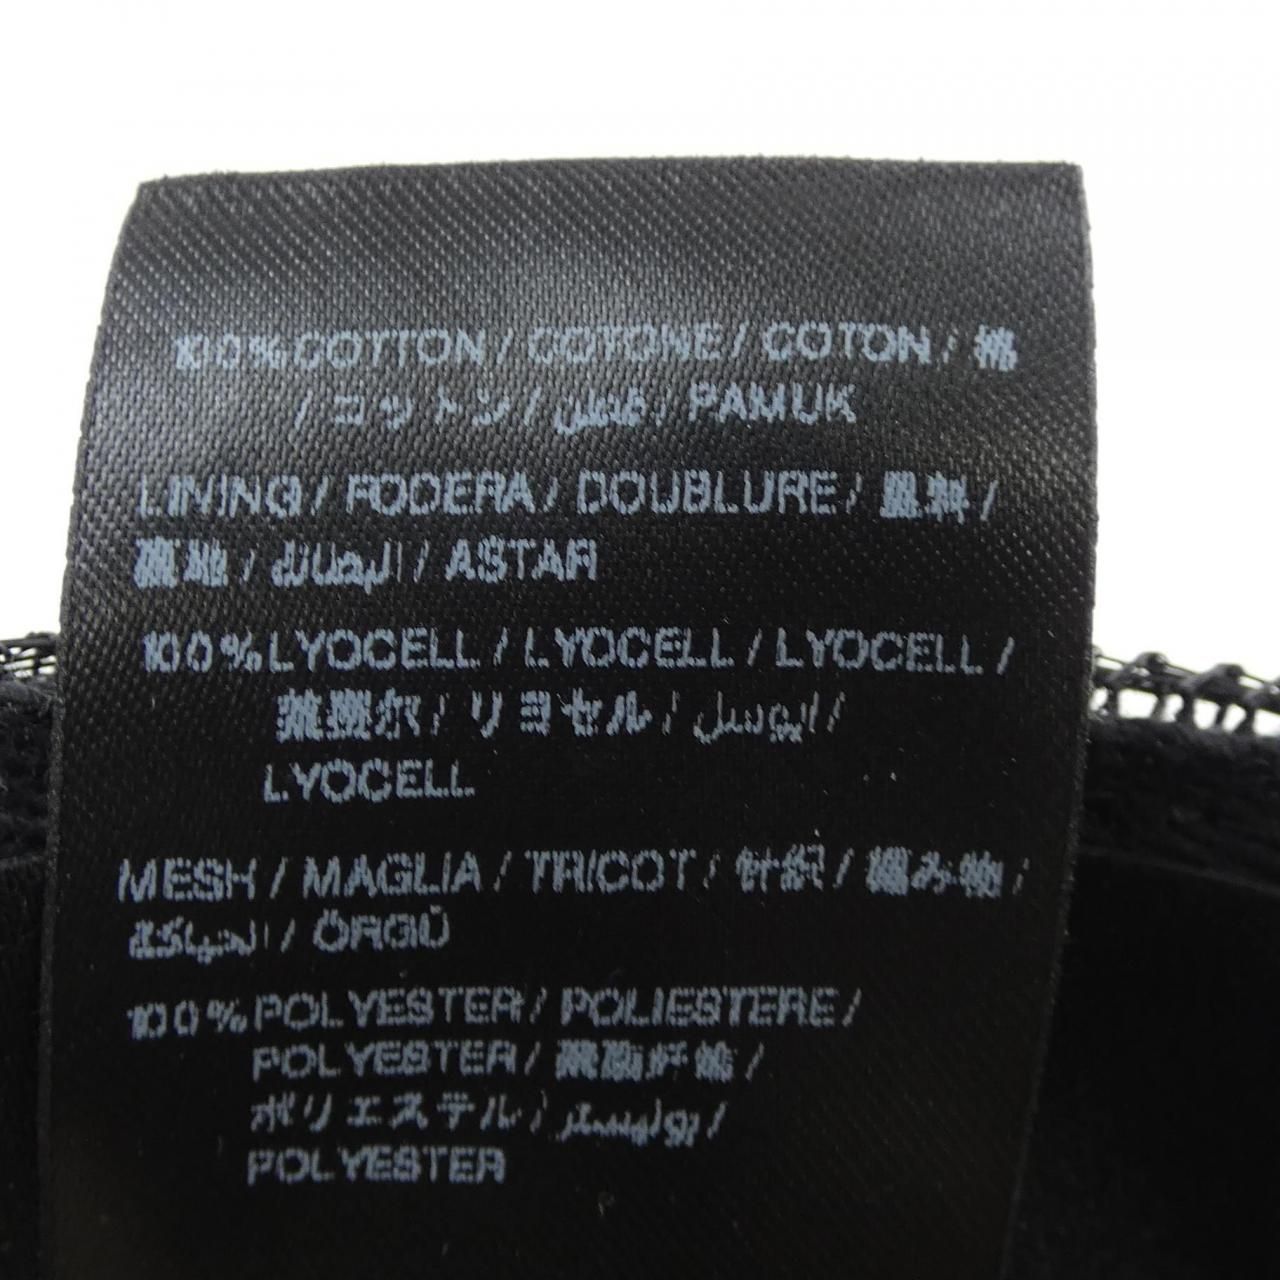 100%COTTON / COTONE / COTON / 棉
/ コットン / قطن / PAMUK
LINING / FODERA / DOUBLURE / 里料 /
裏地 / البطانة / ASTAR
100%LYOCELL / LYOCELL / LYOCELL /
莱赛尔 / リヨセル / ليوسل /
LYOCELL
MESH / MAGLIA / TRICOT / 针织 / 編み物 /
الحياكة / ÖRGÜ
100%POLYESTER / POLIESTERE /
POLYESTER / 聚酯纤维 /
ポリエステル / بوليستر /
POLYESTER